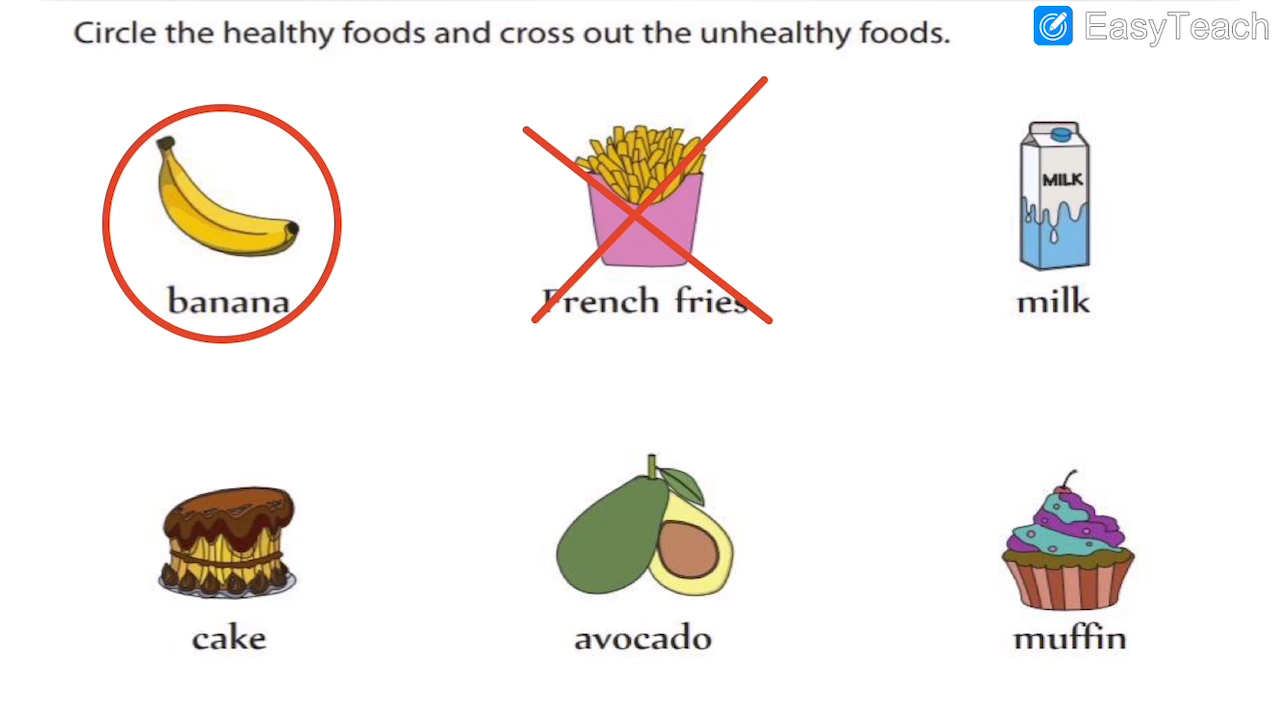 Circle the healthy foods and cross out the unhealthy foods.
EasyTeach
MILK
banana
French fries
milk
cake
avocado
muffin